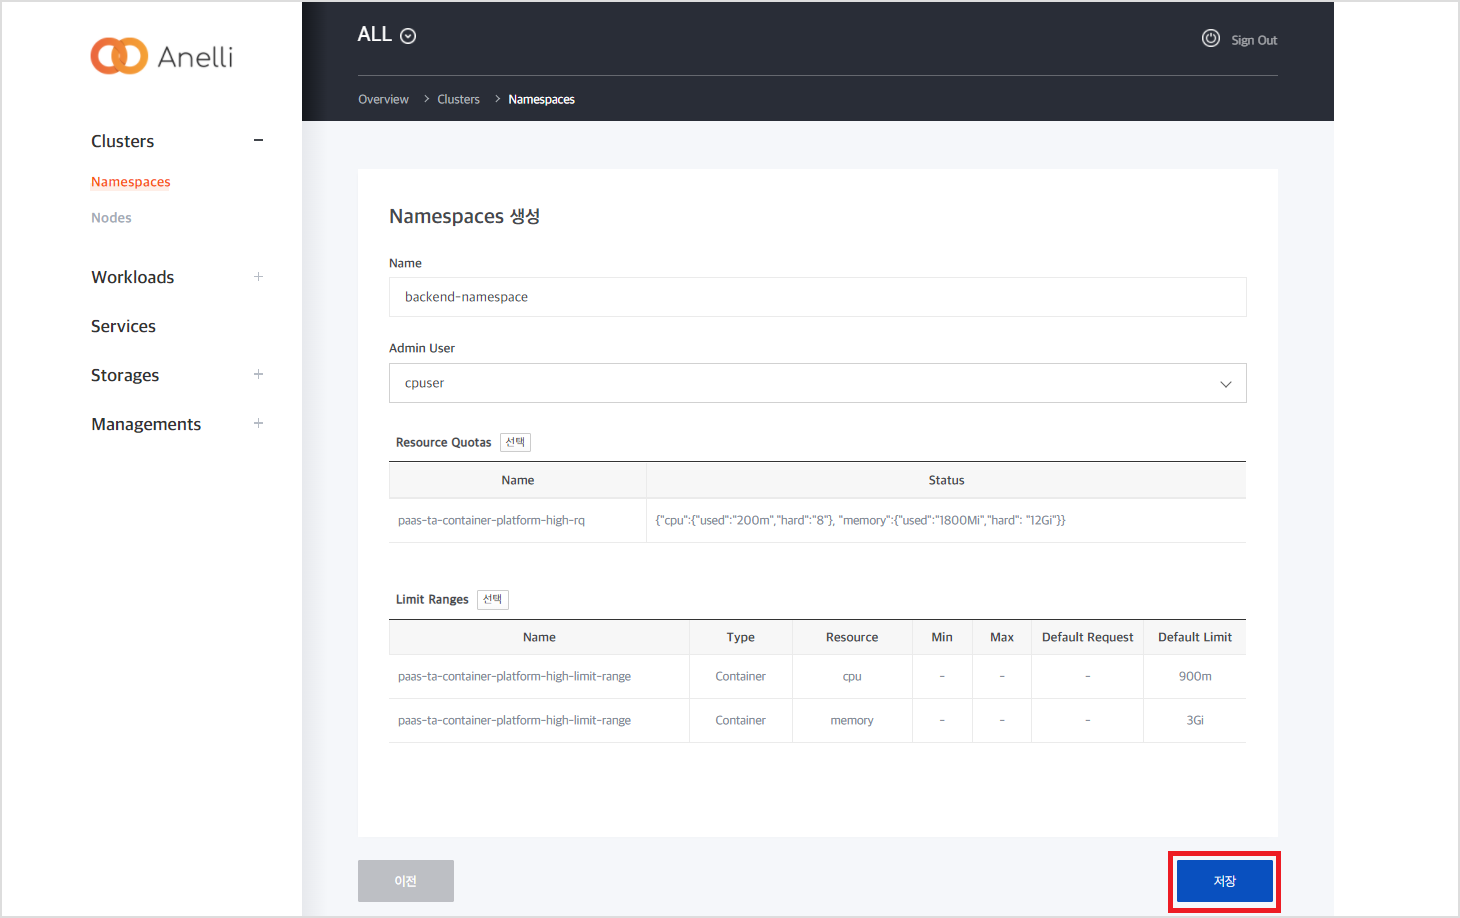 Anelli
ALL
Sign Out
Overview > Clusters > Namespaces
Clusters −
Namespaces
Nodes
Workloads +
Services
Storages +
Managements +
Namespaces 생성
Name
backend-namespace
Admin User
cpuser
Resource Quotas 선택
Name Status
paas-ta-container-platform-high-rq {"cpu":{"used":"200m","hard":"8"}, "memory":{"used":"1800Mi","hard": "12Gi"}}
Limit Ranges 선택
Name Type Resource Min Max Default Request Default Limit
paas-ta-container-platform-high-limit-range Container cpu - - - 900m
paas-ta-container-platform-high-limit-range Container memory - - - 3Gi
이전 저장